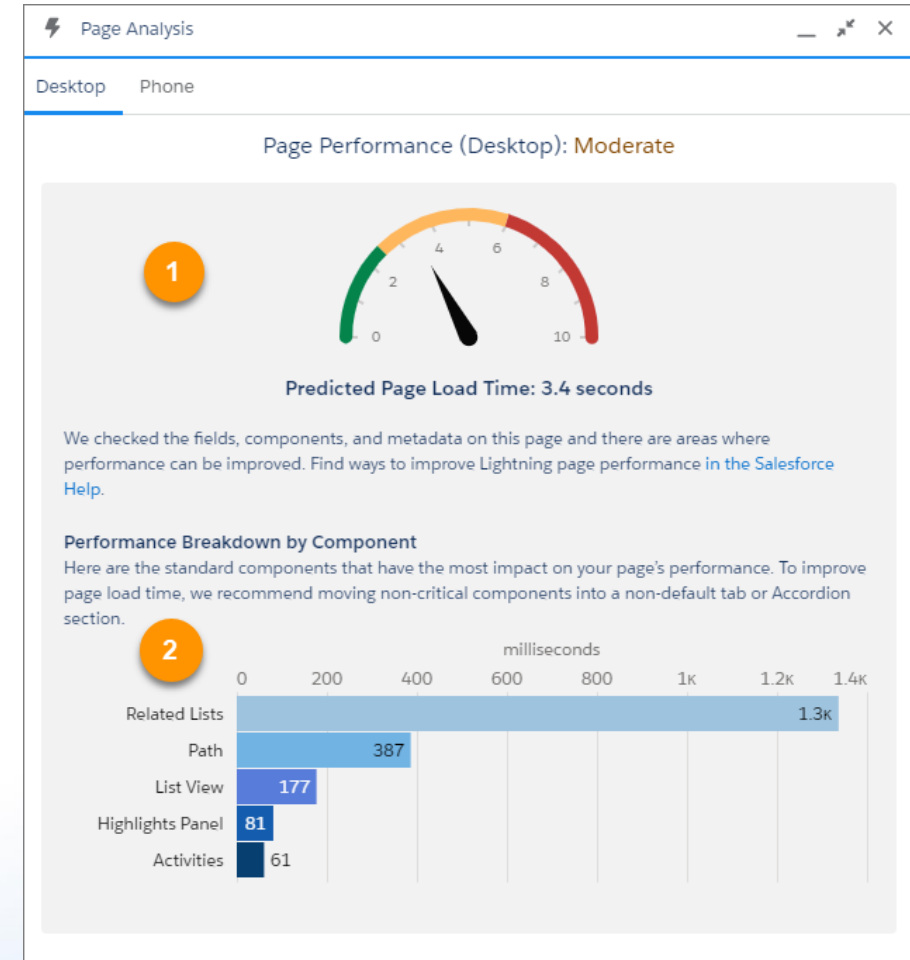 Page Analysis
Desktop Phone
Page Performance (Desktop): Moderate
1
4 6
2 8
0 10
Predicted Page Load Time: 3.4 seconds
We checked the fields, components, and metadata on this page and there are areas where
performance can be improved. Find ways to improve Lightning page performance in the Salesforce
Help.
Performance Breakdown by Component
Here are the standard components that have the most impact on your page's performance. To improve
page load time, we recommend moving non-critical components into a non-default tab or Accordion
section.
2
milliseconds
0 200 400 600 800 1K 1.2K 1.4K
Related Lists 1.3K
Path 387
List View 177
Highlights Panel 81
Activities 61